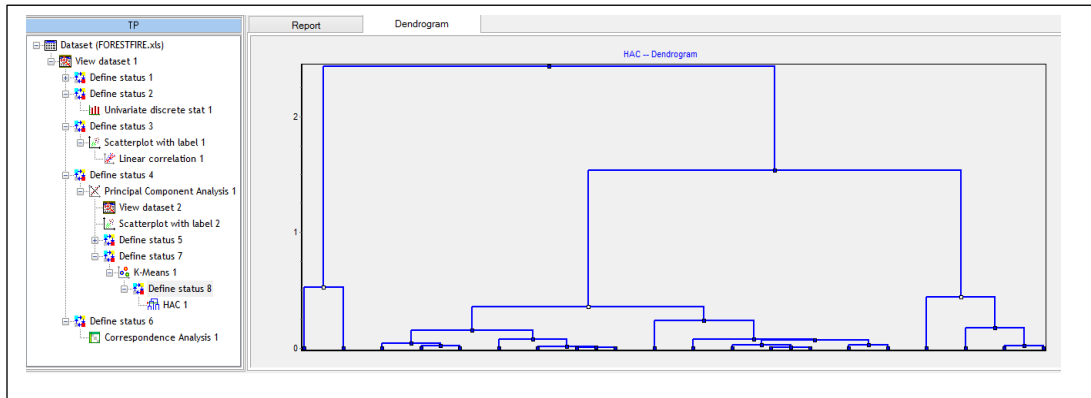 TP
Dataset (FORESTFIRE.xls)
View dataset 1
Define status 1
Define status 2
Univariate discrete stat 1
Define status 3
Scatterplot with label 1
Linear correlation 1
Define status 4
Principal Component Analysis 1
View dataset 2
Scatterplot with label 2
Define status 5
Define status 7
K-Means 1
Define status 8
HAC 1
Define status 6
Correspondence Analysis 1
Report
Dendrogram
HAC -- Dendrogram
2
1
0